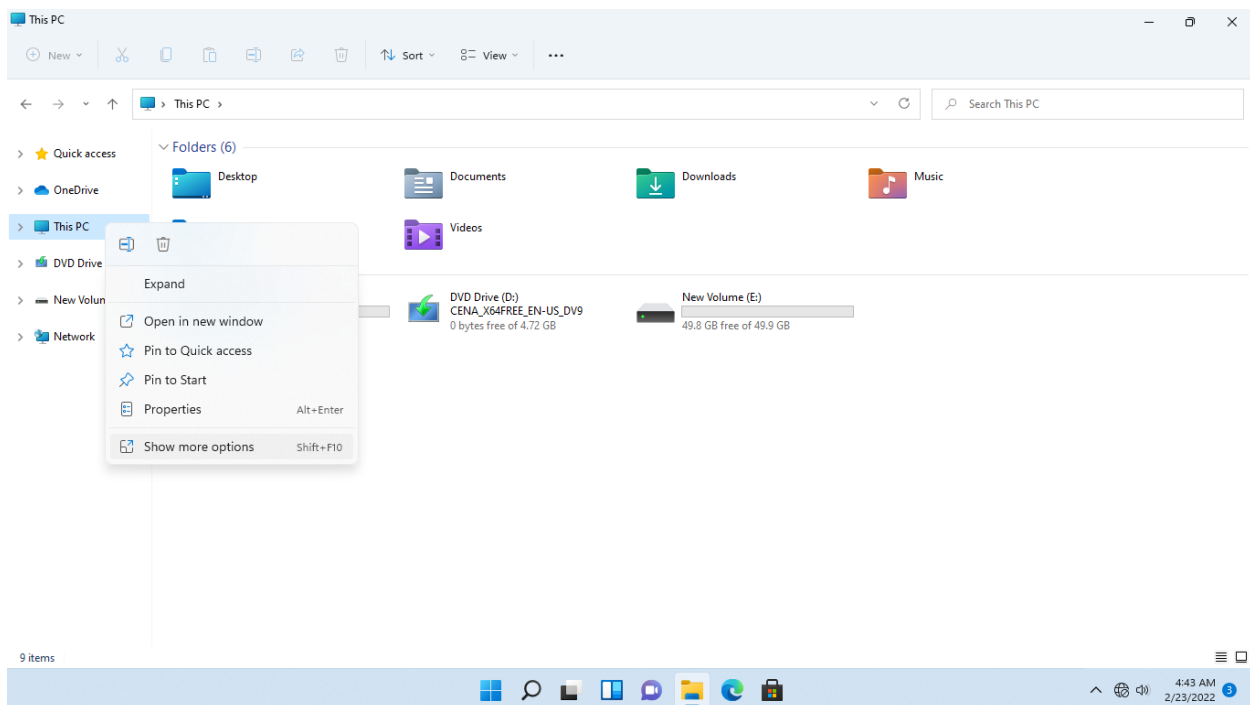 This PC
New
Sort
View
This PC
Search This PC
Quick access
OneDrive
This PC
DVD Drive
New Volun
Network
Folders (6)
Desktop
Documents
Downloads
Music
Videos
DVD Drive (D:)
CENA_X64FREE_EN-US_DV9
0 bytes free of 4.72 GB
New Volume (E:)
49.8 GB free of 49.9 GB
Expand
Open in new window
Pin to Quick access
Pin to Start
Properties Alt+Enter
Show more options Shift+F10
9 items
4:43 AM
2/23/2022
3